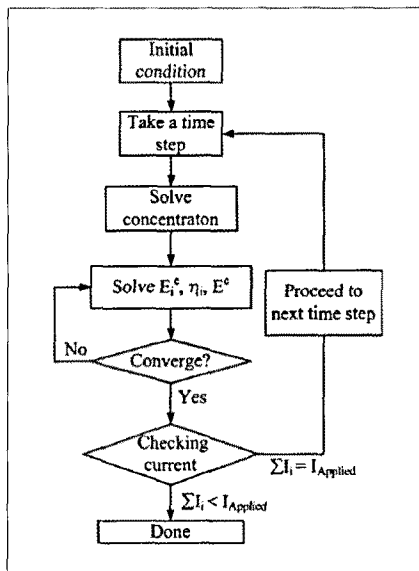 Initial
condition
Take a time
step
Solve
concentraton
Solve E_i^c, η_i, E^c
Proceed to
next time step
No
Converge?
Yes
Checking
current
ΣI_i = I_Applied
ΣI_i < I_Applied
Done